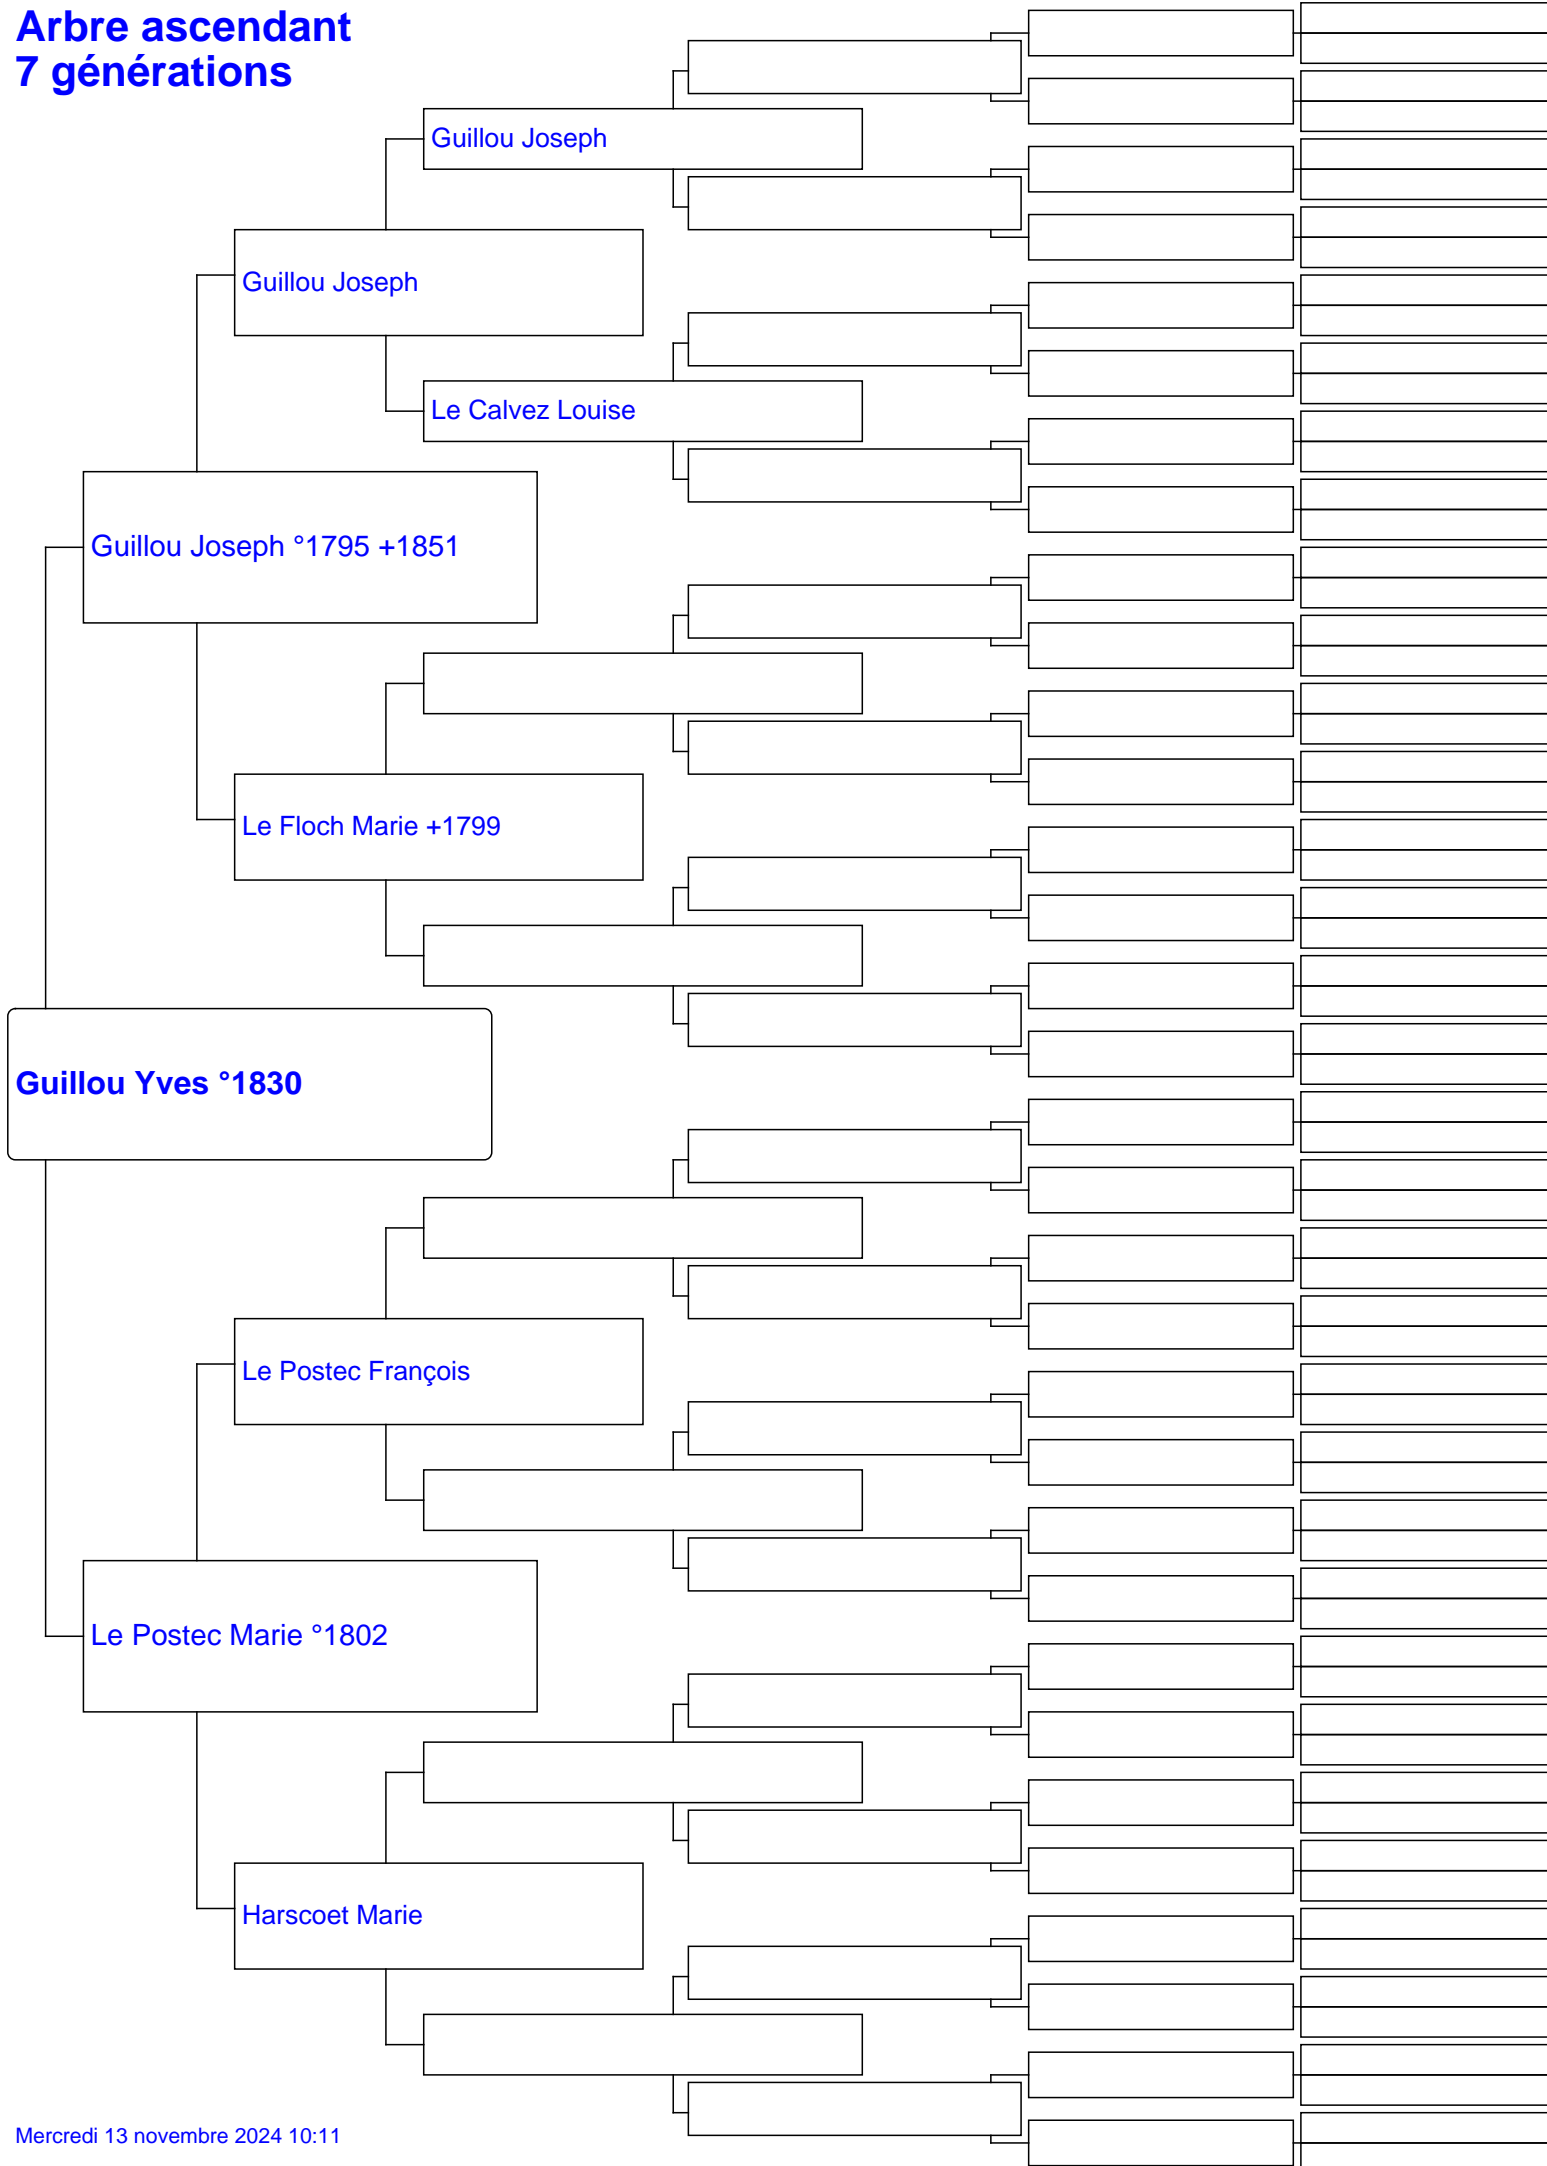 Arbre ascendant
7 générations
Guillou Joseph
Guillou Joseph
Le Calvez Louise
Guillou Joseph °1795 +1851
Le Floch Marie +1799
Guillou Yves °1830
Le Postec François
Le Postec Marie °1802
Harscoet Marie
Mercredi 13 novembre 2024 10:11